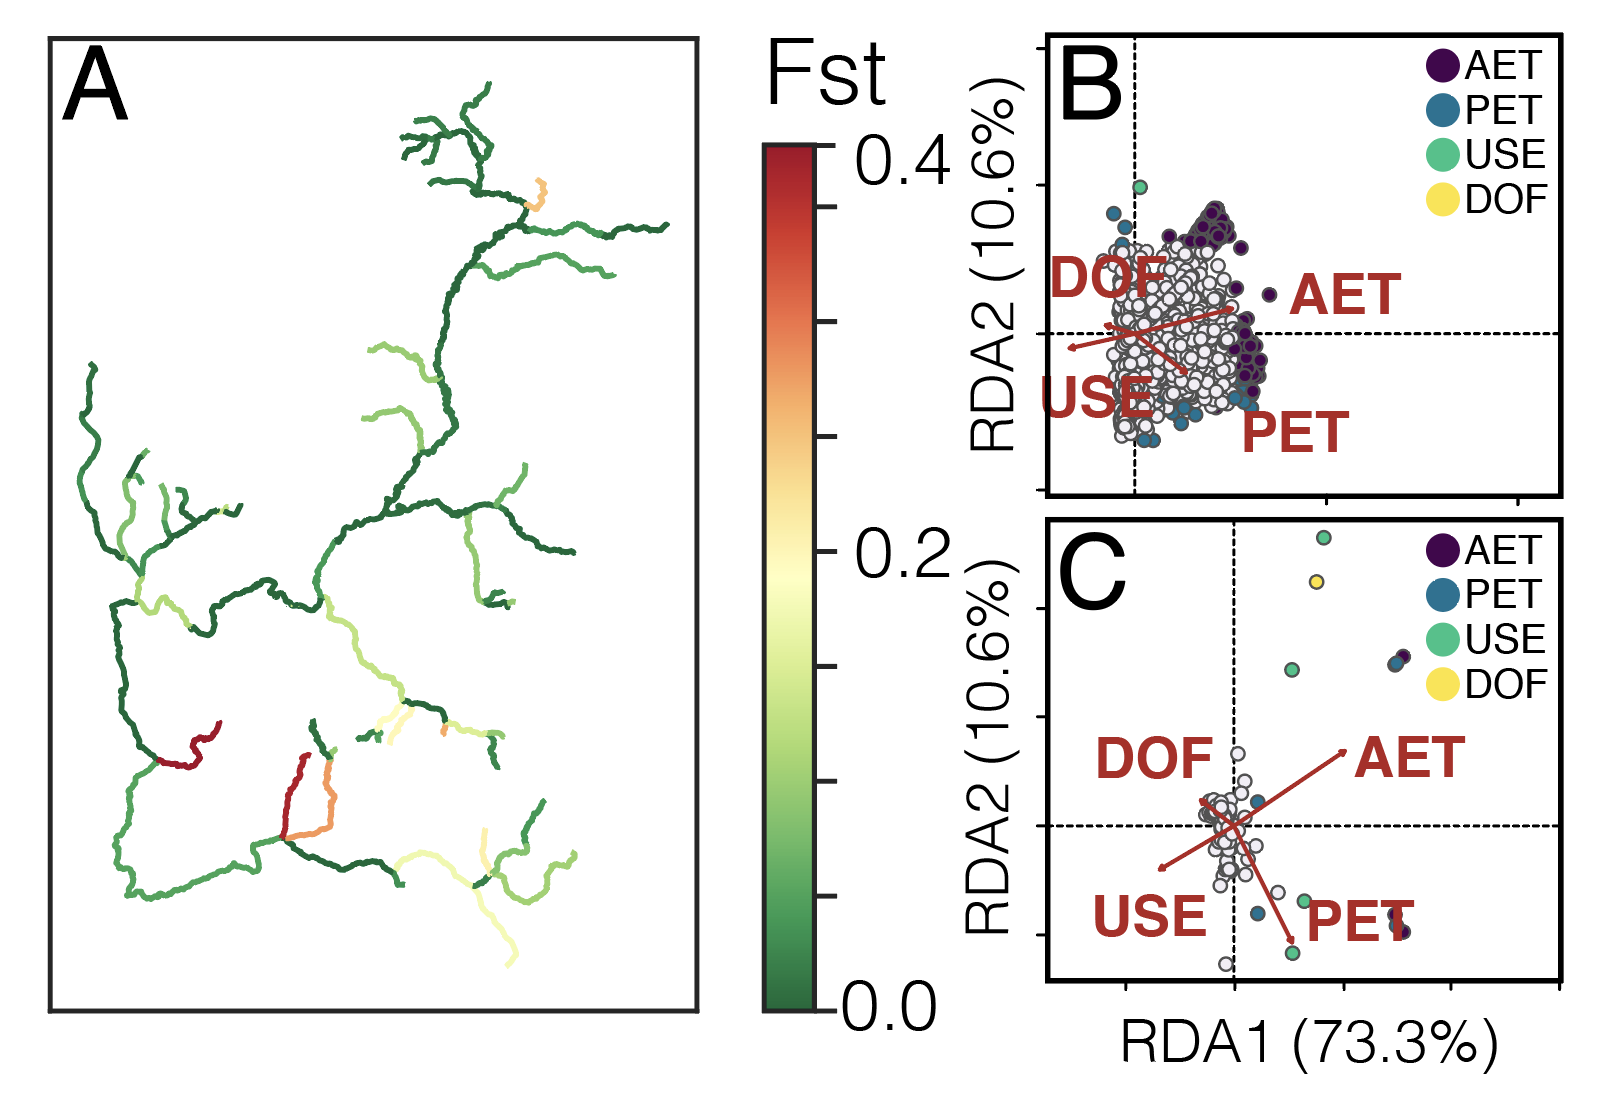 A
Fst
0.4
0.2
0.0
B
RDA2 (10.6%)
AET
PET
USE
DOF
DOF
AET
USE
PET
C
RDA2 (10.6%)
AET
PET
USE
DOF
DOF
AET
USE
PET
RDA1 (73.3%)